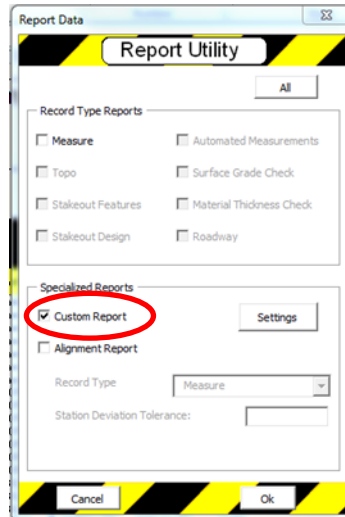 Report Data
Report Utility
All
Record Type Reports
Measure
Automated Measurements
Topo
Surface Grade Check
Stakeout Features
Material Thickness Check
Stakeout Design
Roadway
Specialized Reports
Custom Report
Settings
Alignment Report
Record Type
Measure
Station Deviation Tolerance:
Cancel
Ok